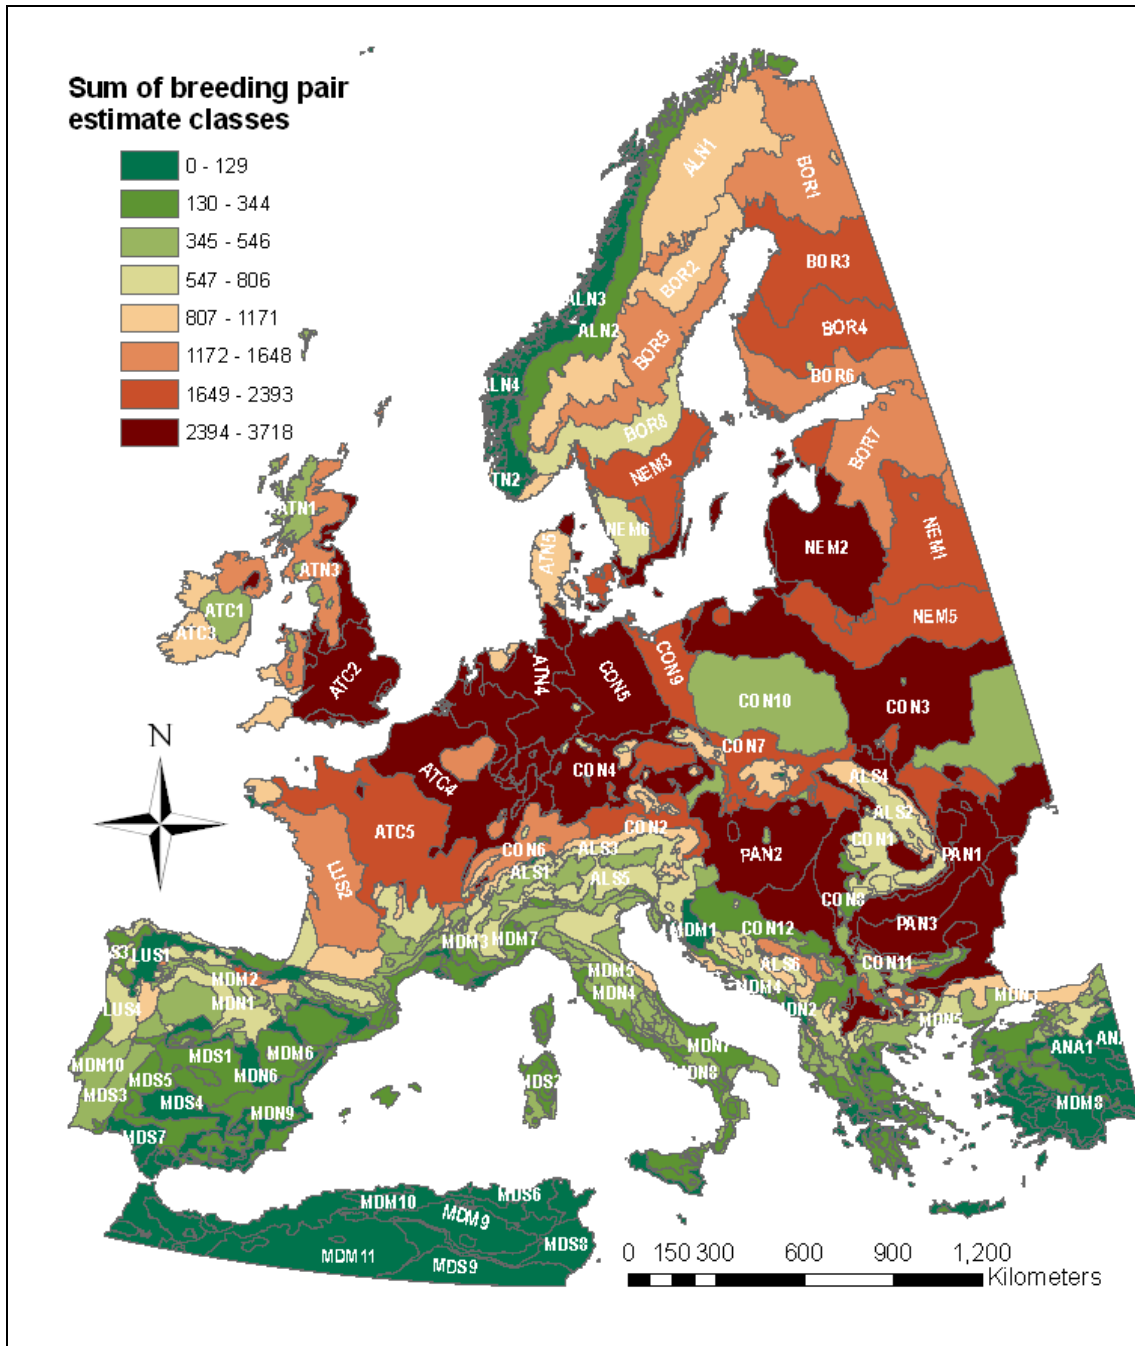 Sum of breeding pair
estimate classes
0 - 129
130 - 344
345 - 546
547 - 806
807 - 1171
1172 - 1648
1649 - 2393
2394 - 3718
ALN1
BOR1
BOR3
BOR2
ALN3
ALN2
BOR4
BOR5
BOR6
ALN4
BOR8
BOR7
NEM3
TN2
ATN1
NEM6
NEM2
NEM1
ATN5
ATN3
ATC1
ATC3
NEM5
ATC2
ATN4
CON5
CON9
CON10
CON3
N
CON7
CON4
ATC4
ALS4
ALS2
ATC5
CON2
CON1
CON6
ALS3
PAN2
PAN1
ALS1
ALS5
LUS2
CON8
PAN3
MDM1
CON12
S3
LUS1
MDM3
MDM7
CON11
MDM2
MDM5
ALS6
MDN1
MDN4
MDM4
LUS4
MDN2
MDN5
MDS1
MDM6
MDN7
ANA1
ANA
MDN10
MDS5
MDN6
MDN8
MDS3
MDS2
MDS4
MDN9
MDM8
MDS7
MDM10
MDS6
MDM9
MDM11
MDS9
MDS8
0 150 300 600 900 1,200
Kilometers